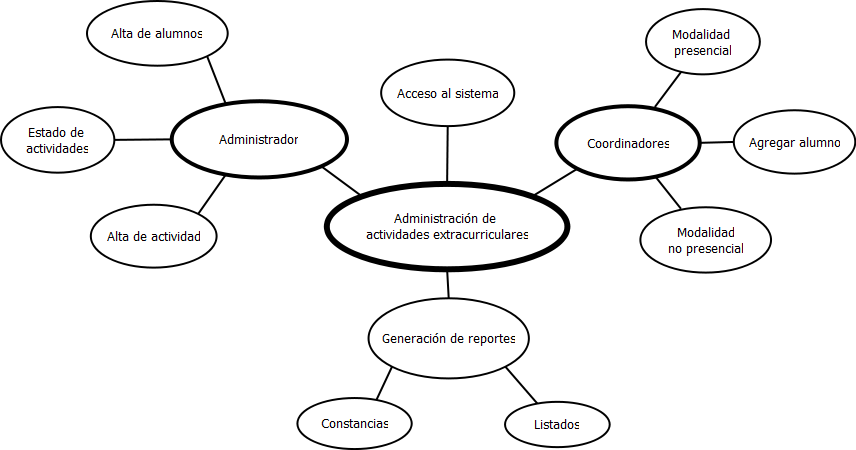 Alta de alumnos
Modalidad
presencial
Acceso al sistema
Estado de
actividades
Administrador
Coordinadores
Agregar alumno
Administración de
actividades extracurriculares
Alta de actividad
Modalidad
no presencial
Generación de reportes
Constancias
Listados